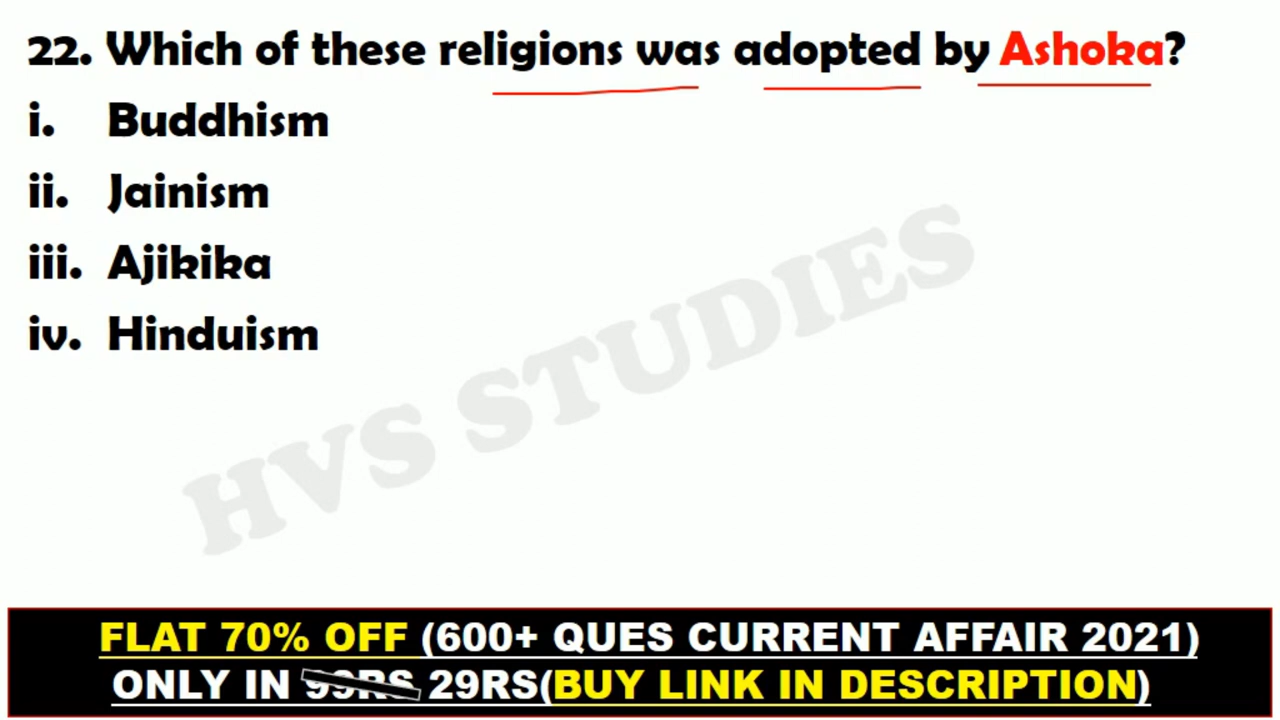 22. Which of these religions was adopted by Ashoka?
i. Buddhism
ii. Jainism
iii. Ajikika
iv. Hinduism
HVS STUDIES
FLAT 70% OFF (600+ QUES CURRENT AFFAIR 2021)
ONLY IN 99RS 29RS(BUY LINK IN DESCRIPTION)